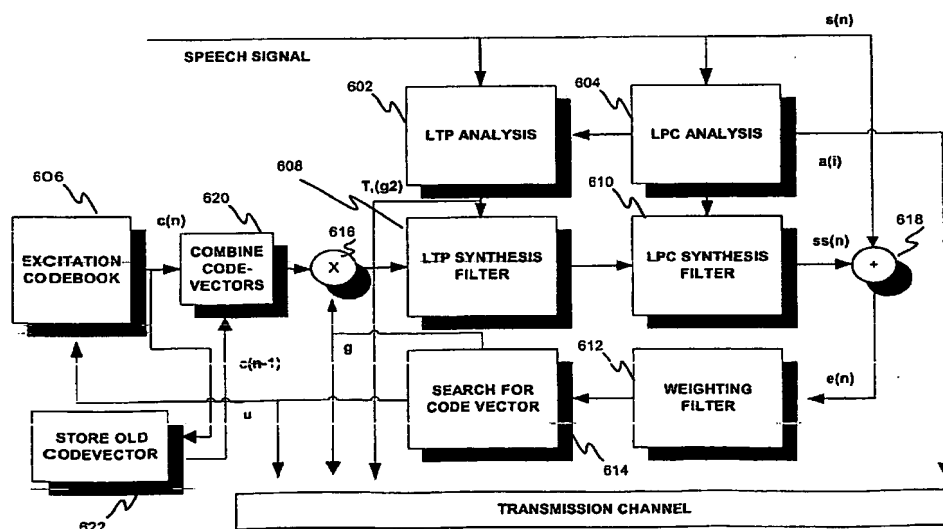 s(n)
SPEECH SIGNAL
602
604
LTP ANALYSIS
LPC ANALYSIS
a(i)
606
608
T,(g2)
610
620
c(n)
616
618
EXCITATION
CODEBOOK
COMBINE
CODE-
VECTORS
X
LTP SYNTHESIS
FILTER
LPC SYNTHESIS
FILTER
ss(n)
+
c(n-1)
g
612
e(n)
u
SEARCH FOR
CODE VECTOR
WEIGHTING
FILTER
STORE OLD
CODEVECTOR
614
622
TRANSMISSION CHANNEL